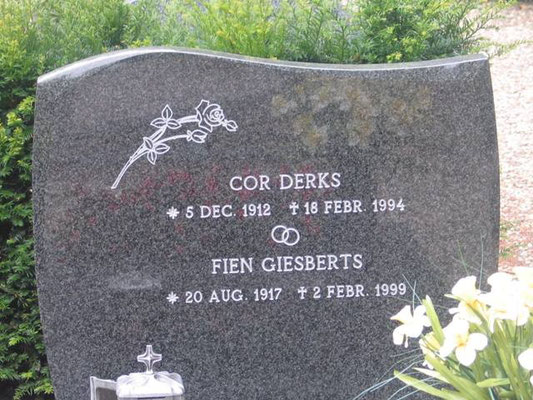 COR DERKS
* 5 DEC. 1912 ✝ 18 FEBR. 1994
FIEN GIESBERTS
* 20 AUG. 1917 ✝ 2 FEBR. 1999